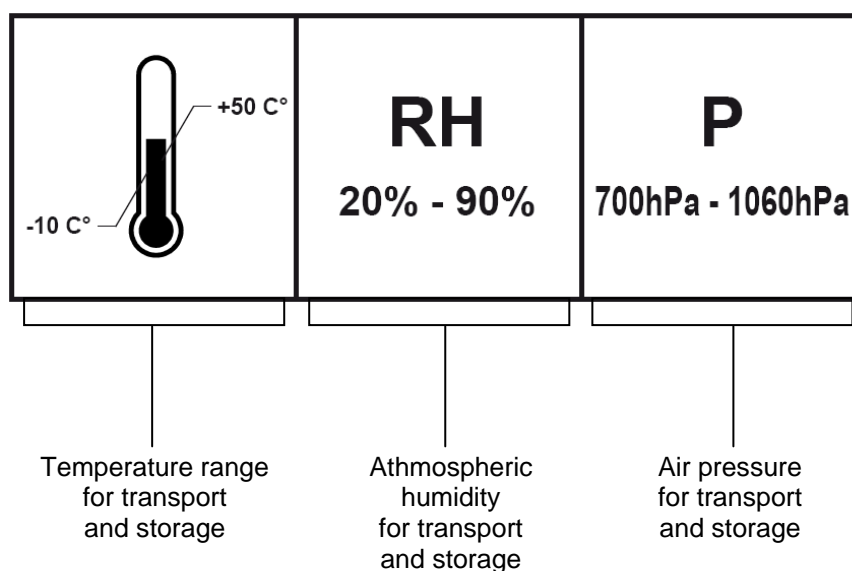 +50 C°
-10 C°
RH
20% - 90%
P
700hPa - 1060hPa
Temperature range
for transport
and storage
Athmospheric
humidity
for transport
and storage
Air pressure
for transport
and storage